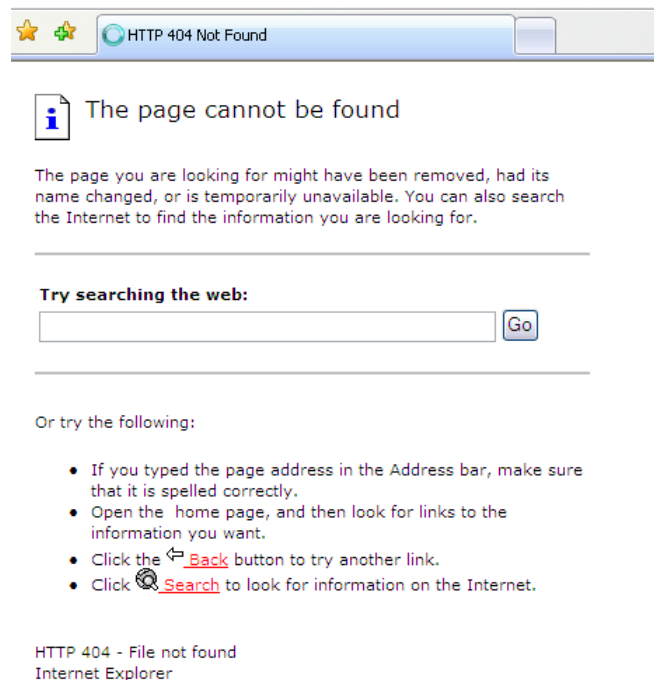 HTTP 404 Not Found
The page cannot be found
The page you are looking for might have been removed, had its
name changed, or is temporarily unavailable. You can also search
the Internet to find the information you are looking for.
Try searching the web:
Go
Or try the following:
If you typed the page address in the Address bar, make sure
that it is spelled correctly.
Open the  home page, and then look for links to the
information you want.
Click the Back button to try another link.
Click Search to look for information on the Internet.
HTTP 404 - File not found
Internet Explorer